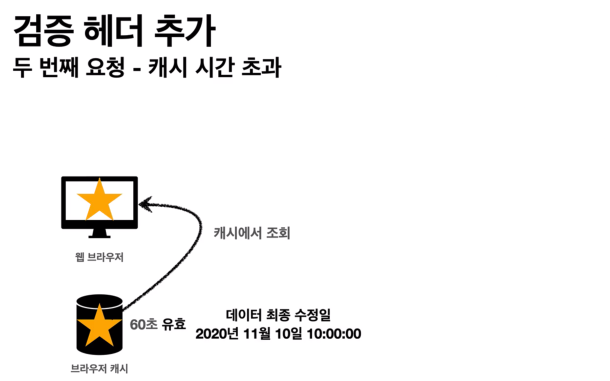 검증 헤더 추가
두 번째 요청 - 캐시 시간 초과
캐시에서 조회
웹 브라우저
60초 유효
데이터 최종 수정일
2020년 11월 10일 10:00:00
브라우저 캐시